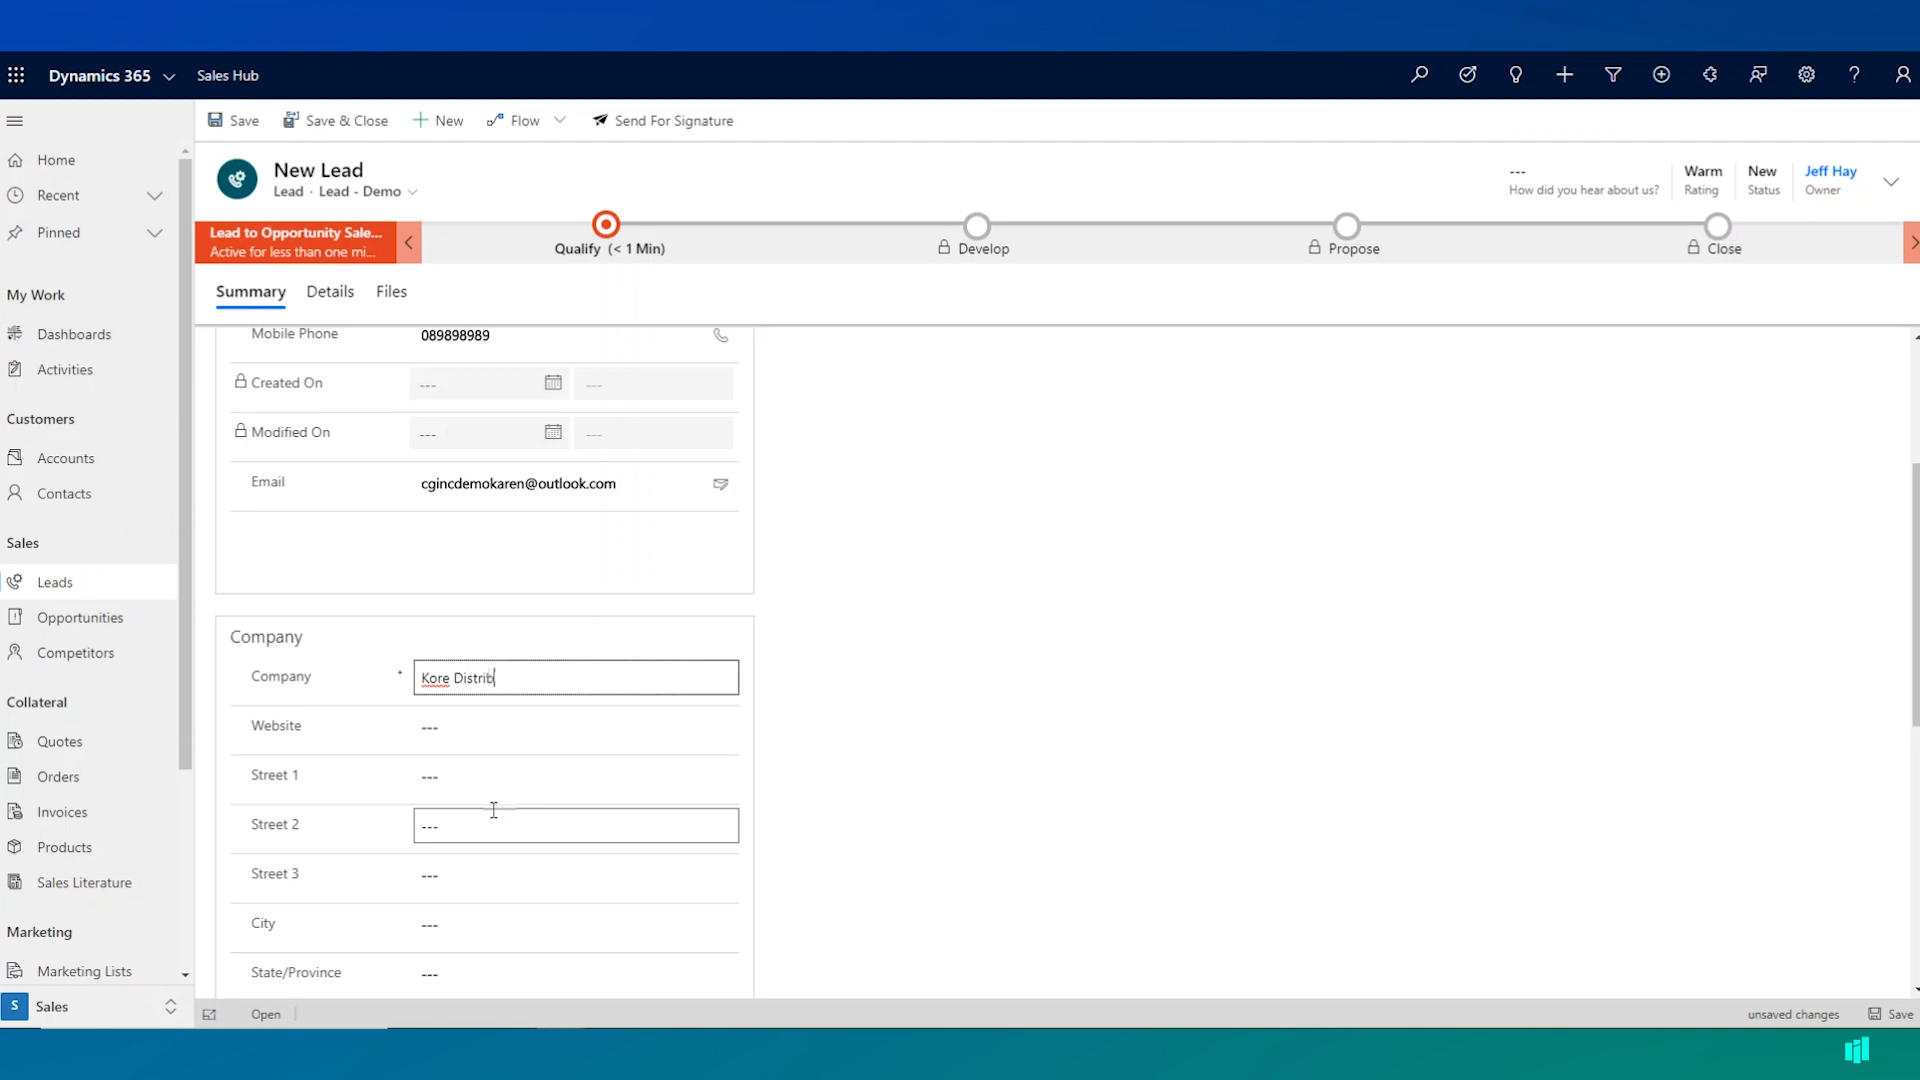 Dynamics 365
Sales Hub
Save
Save & Close
New
Flow
Send For Signature
Home
Recent
Pinned
My Work
Dashboards
Activities
Customers
Accounts
Contacts
Sales
Leads
Opportunities
Competitors
Collateral
Quotes
Orders
Invoices
Products
Sales Literature
Marketing
Marketing Lists
S Sales
New Lead
Lead · Lead - Demo
---
How did you hear about us?
Warm
Rating
New
Status
Jeff Hay
Owner
Lead to Opportunity Sale...
Active for less than one mi...
Qualify (< 1 Min)
Develop
Propose
Close
Summary Details Files
Mobile Phone 089898989
Created On --- ---
Modified On --- ---
Email cgincdemokaren@outlook.com
Company
Company * Kore Distrib
Website ---
Street 1 ---
Street 2 ---
Street 3 ---
City ---
State/Province ---
Open
unsaved changes
Save